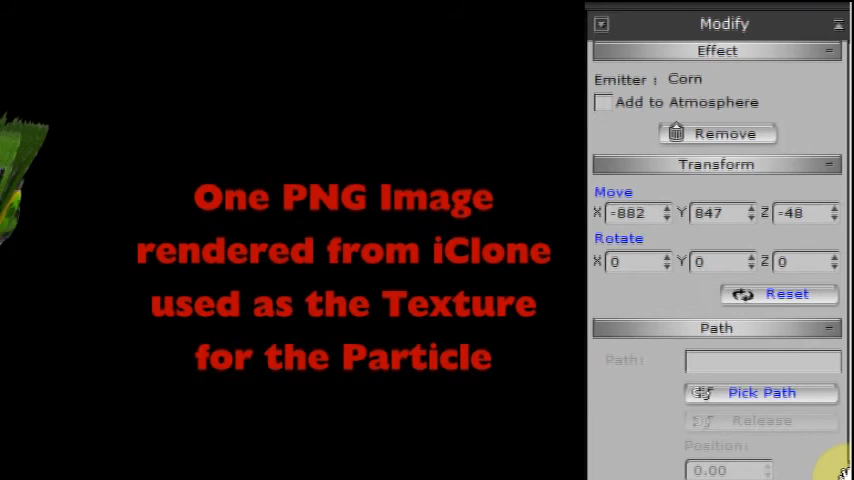 Modify
Effect
Emitter : Corn
Add to Atmosphere
Remove
Transform
Move
X -882 Y 847 Z -48
Rotate
X 0 Y 0 Z 0
Reset
Path
Path:
Pick Path
Release
Position:
0.00
One PNG Image
rendered from iClone
used as the Texture
for the Particle